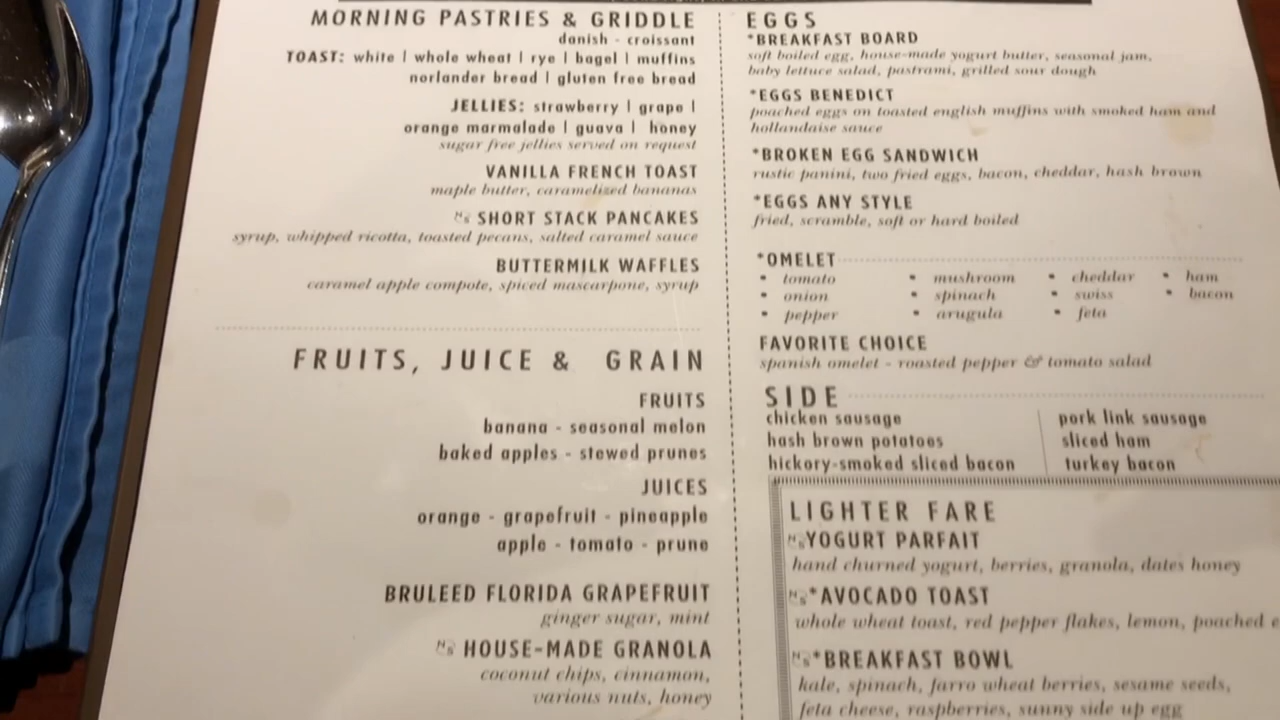 MORNING PASTRIES & GRIDDLE
danish - croissant
TOAST: white | whole wheat | rye | bagel | muffins
norlander bread | gluten free bread
JELLIES: strawberry | grape |
orange marmalade | guava | honey
sugar free jellies served on request
VANILLA FRENCH TOAST
maple butter, caramelized bananas
SHORT STACK PANCAKES
syrup, whipped ricotta, toasted pecans, salted caramel sauce
BUTTERMILK WAFFLES
caramel apple compote, spiced mascarpone, syrup
FRUITS, JUICE & GRAIN
FRUITS
banana - seasonal melon
baked apples - stewed prunes
JUICES
orange - grapefruit - pineapple
apple - tomato - prune
BRULEED FLORIDA GRAPEFRUIT
ginger sugar, mint
HOUSE-MADE GRANOLA
coconut chips, cinnamon,
various nuts, honey
EGGS
*BREAKFAST BOARD
soft boiled egg, house-made yogurt butter, seasonal jam,
baby lettuce salad, pastrami, grilled sour dough
*EGGS BENEDICT
poached eggs on toasted english muffins with smoked ham and
hollandaise sauce
*BROKEN EGG SANDWICH
rustic panini, two fried eggs, bacon, cheddar, hash brown
*EGGS ANY STYLE
fried, scramble, soft or hard boiled
*OMELET
• tomato • mushroom • cheddar • ham
• onion • spinach • swiss • bacon
• pepper • arugula • feta
FAVORITE CHOICE
spanish omelet - roasted pepper & tomato salad
SIDE
chicken sausage pork link sausage
hash brown potatoes sliced ham
hickory-smoked sliced bacon turkey bacon
LIGHTER FARE
YOGURT PARFAIT
hand churned yogurt, berries, granola, dates honey
*AVOCADO TOAST
whole wheat toast, red pepper flakes, lemon, poached e
*BREAKFAST BOWL
kale, spinach, farro wheat berries, sesame seeds,
feta cheese, raspberries, sunny side up egg